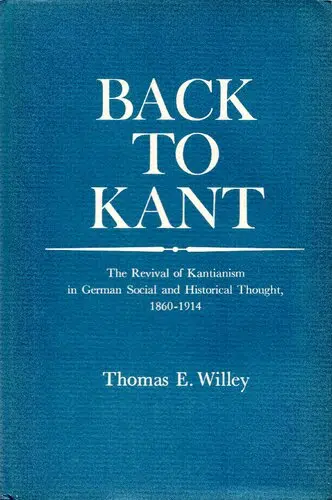 BACK
TO
KANT
The Revival of Kantianism
in German Social and Historical Thought,
1860-1914
Thomas E. Willey